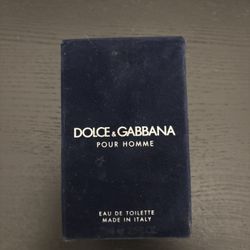 DOLCE & GABBANA
POUR HOMME
EAU DE TOILETTE
MADE IN ITALY